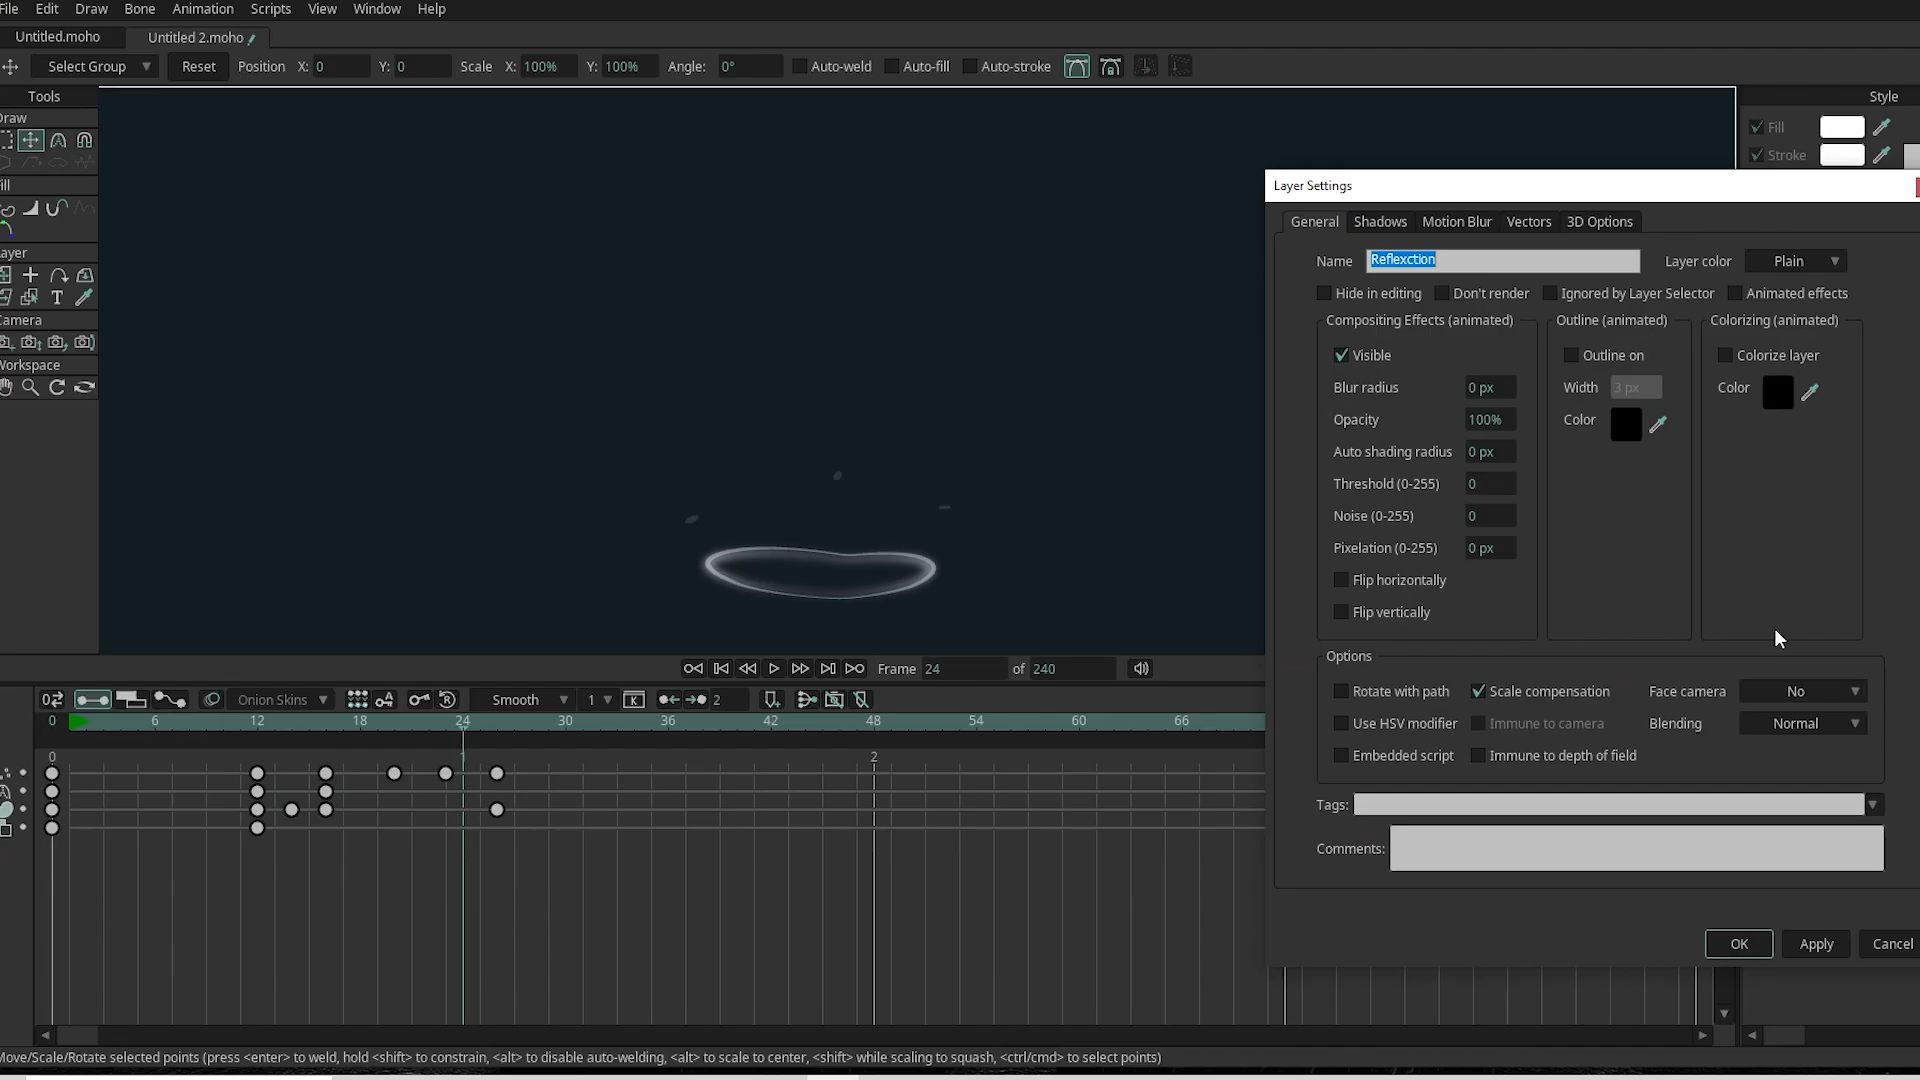 File Edit Draw Bone Animation Scripts View Window Help
Untitled.moho Untitled 2.moho
Select Group Reset Position X: 0 Y: 0 Scale X: 100% Y: 100% Angle: 0° Auto-weld Auto-fill Auto-stroke
Tools
Draw
Fill
Layer
T
Camera
Workspace
Style
Fill
Stroke
Layer Settings
General Shadows Motion Blur Vectors 3D Options
Name Reflexction Layer color Plain
Hide in editing Don't render Ignored by Layer Selector Animated effects
Compositing Effects (animated) Outline (animated) Colorizing (animated)
Visible Outline on Colorize layer
Blur radius 0 px Width 3 px Color
Opacity 100% Color
Auto shading radius 0 px
Threshold (0-255) 0
Noise (0-255) 0
Pixelation (0-255) 0 px
Flip horizontally
Flip vertically
Options
Rotate with path Scale compensation Face camera No
Use HSV modifier Immune to camera Blending Normal
Embedded script Immune to depth of field
Tags:
Comments:
OK Apply Cancel
Frame 24 of 240
Onion Skins Smooth 1 K 2
0 6 12 18 24 30 36 42 48 54 60 66
0 1 2
Move/Scale/Rotate selected points (press <enter> to weld, hold <shift> to constrain, <alt> to disable auto-welding, <alt> to scale to center, <shift> while scaling to squash, <ctrl/cmd> to select points)